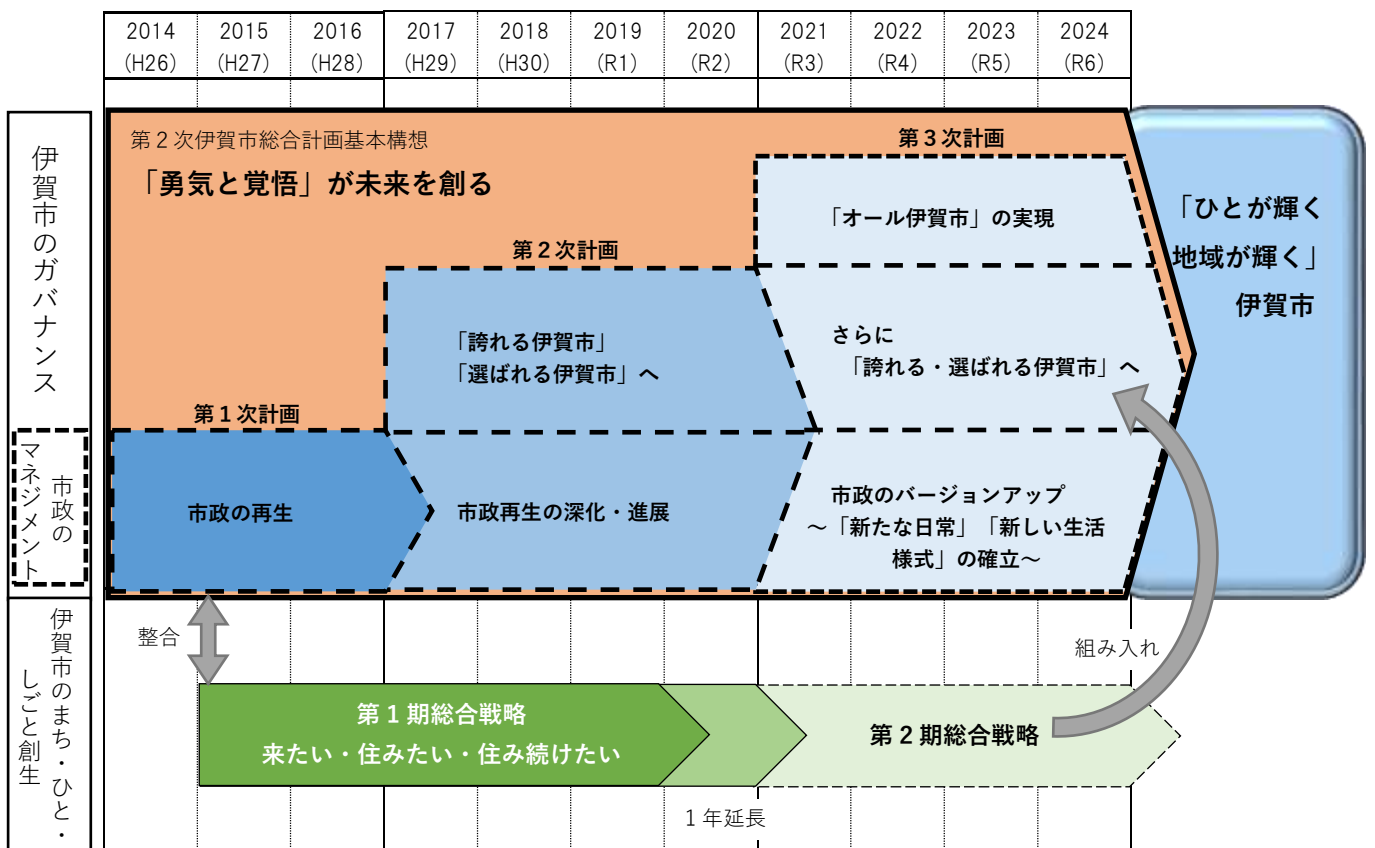 2014 2015 2016 2017 2018 2019 2020 2021 2022 2023 2024
(H26) (H27) (H28) (H29) (H30) (R1) (R2) (R3) (R4) (R5) (R6)
伊賀市のガバナンス
第２次伊賀市総合計画基本構想
「勇気と覚悟」が未来を創る
第３次計画
「オール伊賀市」の実現
第２次計画
「誇れる伊賀市」
「選ばれる伊賀市」へ
さらに
「誇れる・選ばれる伊賀市」へ
「ひとが輝く
地域が輝く」
伊賀市
第１次計画
市政の
マネジメント
市政の再生
市政再生の深化・進展
市政のバージョンアップ
～「新たな日常」「新しい生活
様式」の確立～
伊賀市のまち・ひと・
しごと創生
整合
組み入れ
第１期総合戦略
来たい・住みたい・住み続けたい
第２期総合戦略
１年延長